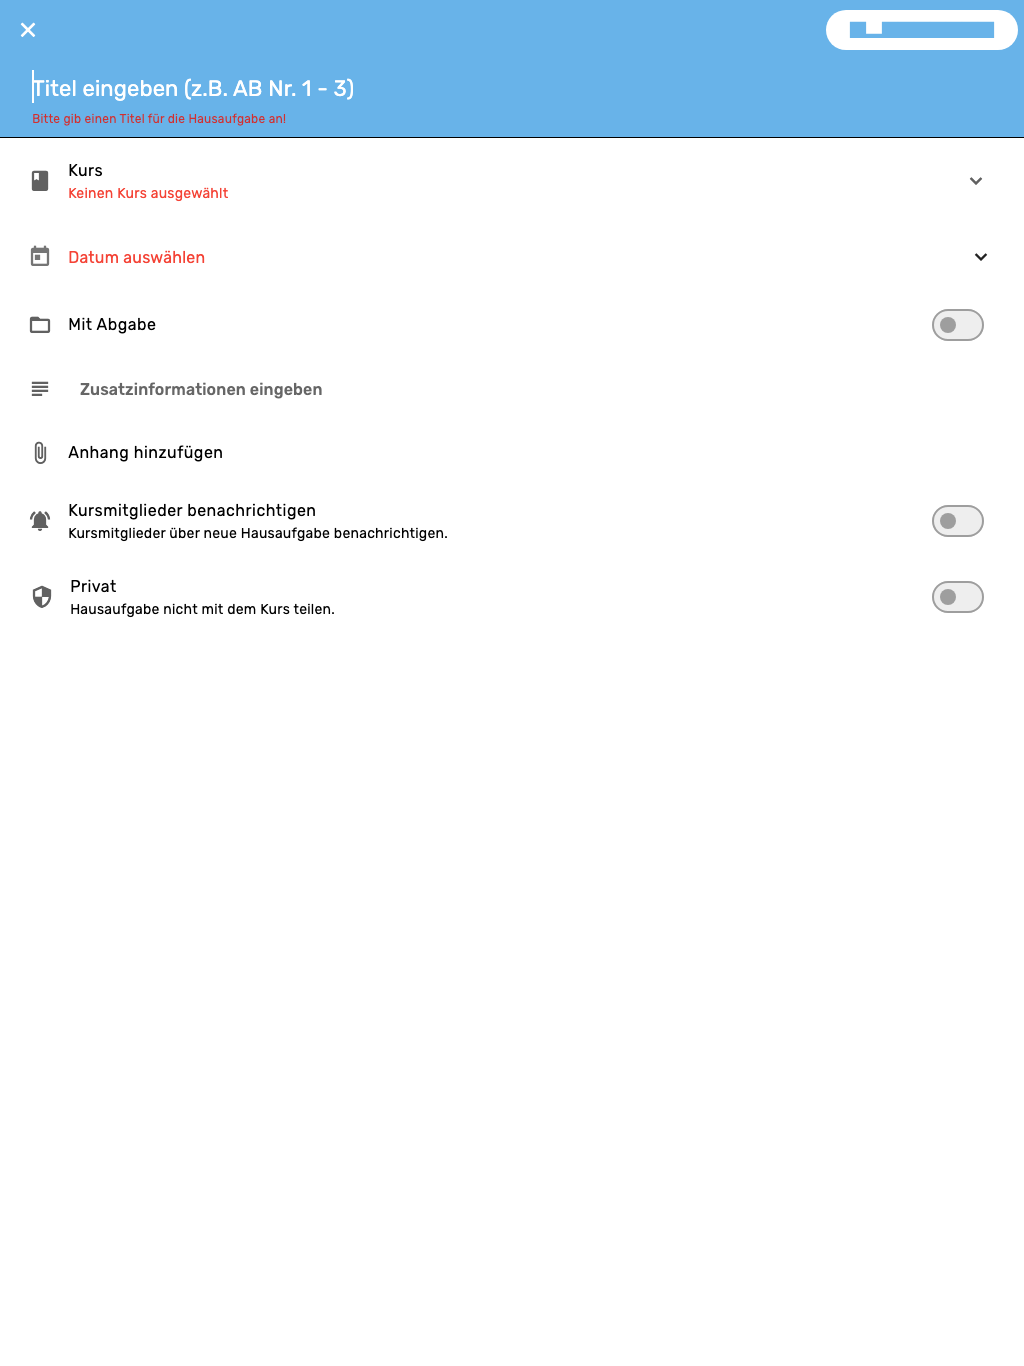 Titel eingeben (z.B. AB Nr. 1 - 3)
Bitte gib einen Titel für die Hausaufgabe an!
Kurs
Keinen Kurs ausgewählt
Datum auswählen
Mit Abgabe
Zusatzinformationen eingeben
Anhang hinzufügen
Kursmitglieder benachrichtigen
Kursmitglieder über neue Hausaufgabe benachrichtigen.
Privat
Hausaufgabe nicht mit dem Kurs teilen.